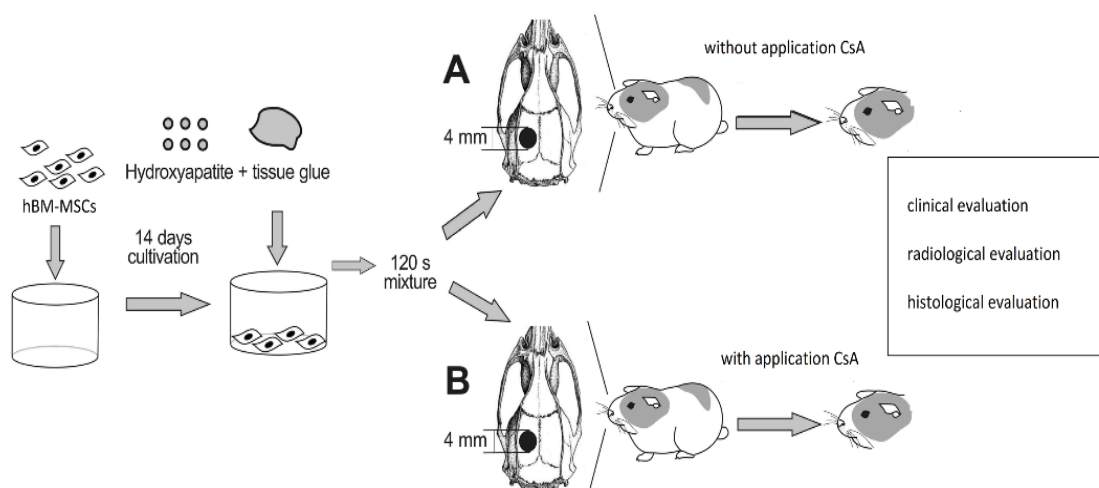 hBM-MSCs
Hydroxyapatite + tissue glue
14 days
cultivation
120 s
mixture
A
4 mm
without application CsA
B
4 mm
with application CsA
clinical evaluation
radiological evaluation
histological evaluation